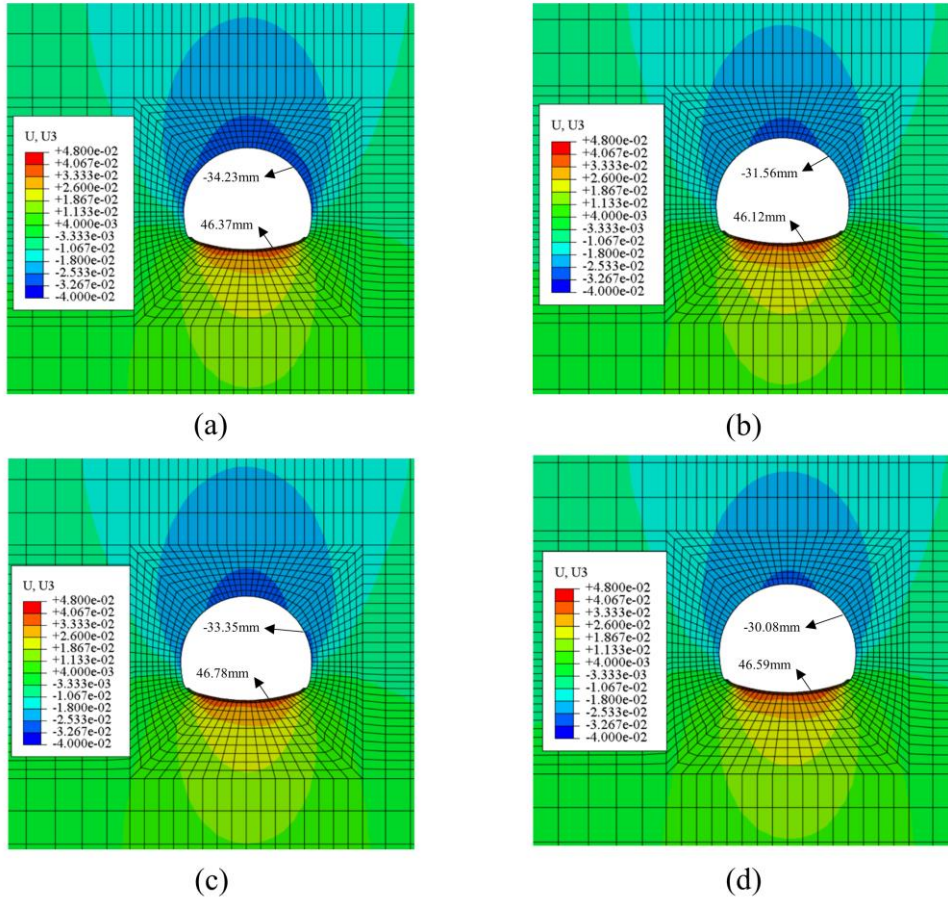 U, U3
+4.800e-02
+4.067e-02
+3.333e-02
+2.600e-02
+1.867e-02
+1.133e-02
+4.000e-03
-3.333e-03
-1.067e-02
-1.800e-02
-2.533e-02
-3.267e-02
-4.000e-02
-34.23mm
46.37mm
(a)
U, U3
+4.800e-02
+4.067e-02
+3.333e-02
+2.600e-02
+1.867e-02
+1.133e-02
+4.000e-03
-3.333e-03
-1.067e-02
-1.800e-02
-2.533e-02
-3.267e-02
-4.000e-02
-31.56mm
46.12mm
(b)
U, U3
+4.800e-02
+4.067e-02
+3.333e-02
+2.600e-02
+1.867e-02
+1.133e-02
+4.000e-03
-3.333e-03
-1.067e-02
-1.800e-02
-2.533e-02
-3.267e-02
-4.000e-02
-33.35mm
46.78mm
(c)
U, U3
+4.800e-02
+4.067e-02
+3.333e-02
+2.600e-02
+1.867e-02
+1.133e-02
+4.000e-03
-3.333e-03
-1.067e-02
-1.800e-02
-2.533e-02
-3.267e-02
-4.000e-02
-30.08mm
46.59mm
(d)